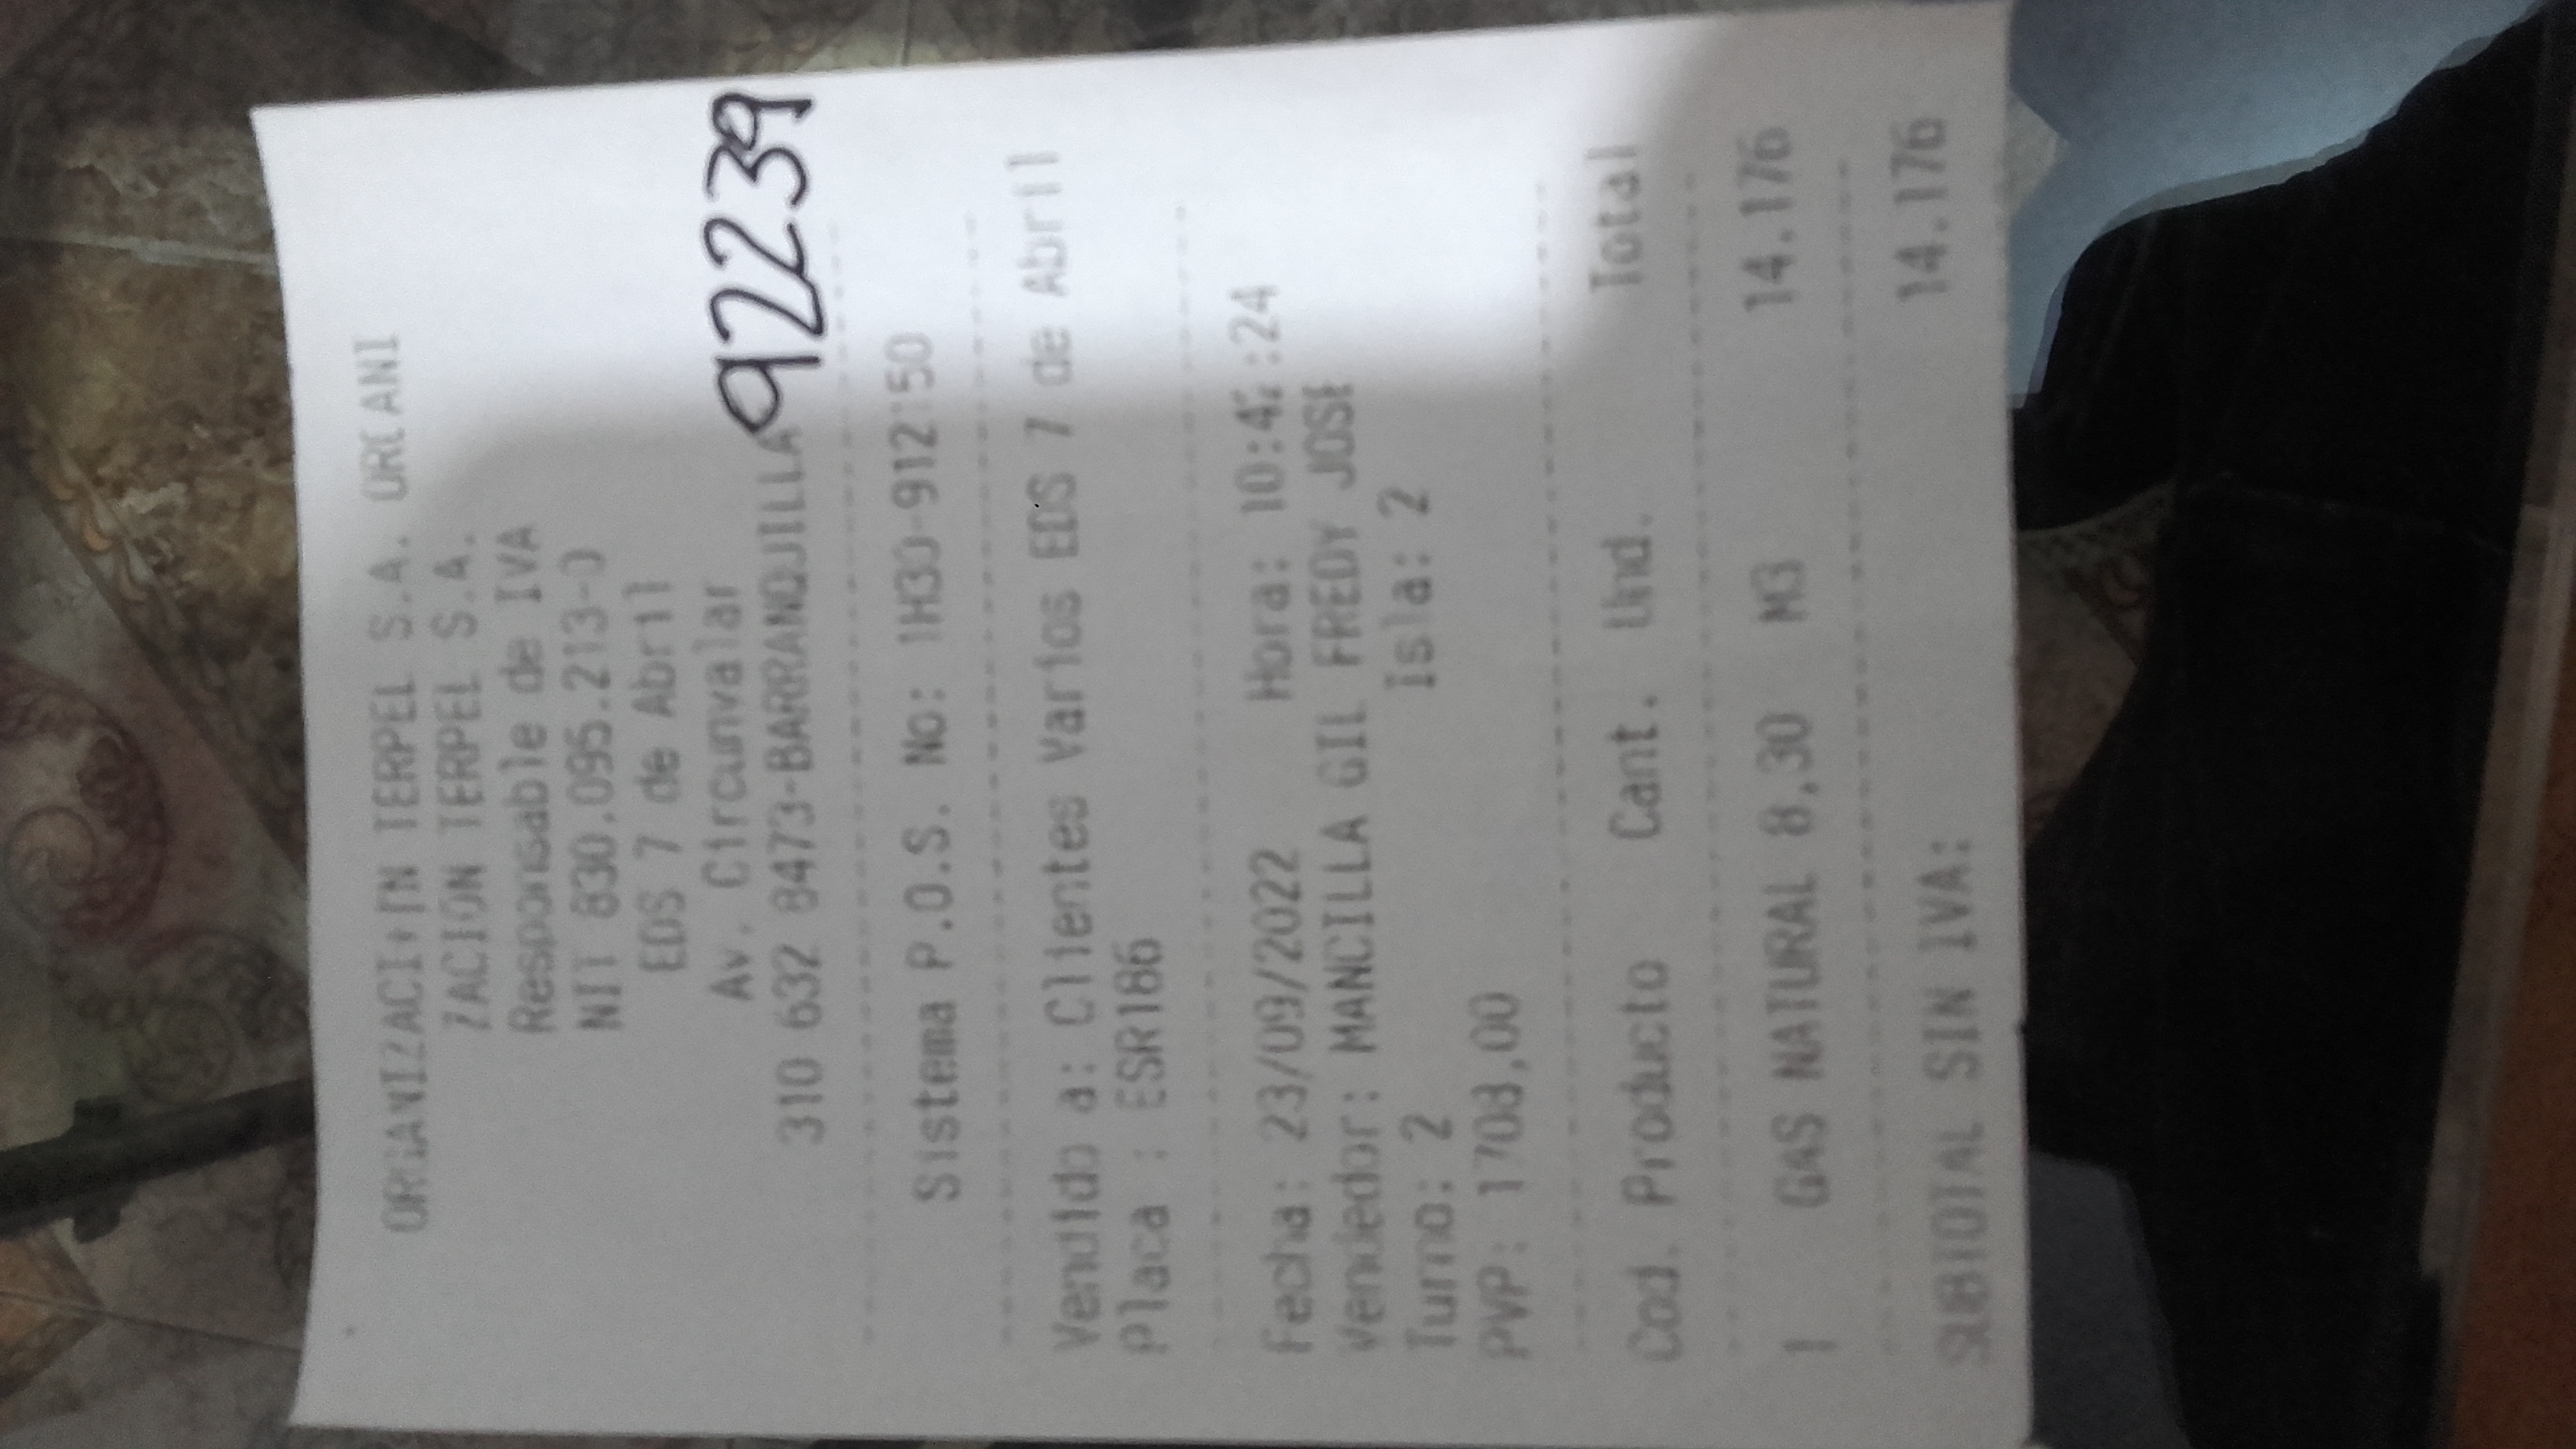 ORGANIZACI+[N TERPEL S.A. ORGANI
ZACION TERPEL S.A.
Responsable de IVA
NIT 830.095.213-0
EDS 7 de Abril
Av. Circunvalar
310 632 8473-BARRANQUILLA
92239
Sistema P.O.S. No: 1H30-912150
Vendido a: Clientes Varios EDS 7 de Abril
Placa : ESR186
Fecha: 23/09/2022 Hora: 10:42:24
Vendedor: MANCILLA GIL FREDY JOSE
Turno: 2 Isla: 2
PVP: 1708,00
Cod. Producto Cant. Und. Total
1 GAS NATURAL 8,30 M3 14.176
SUBTOTAL SIN IVA: 14.176